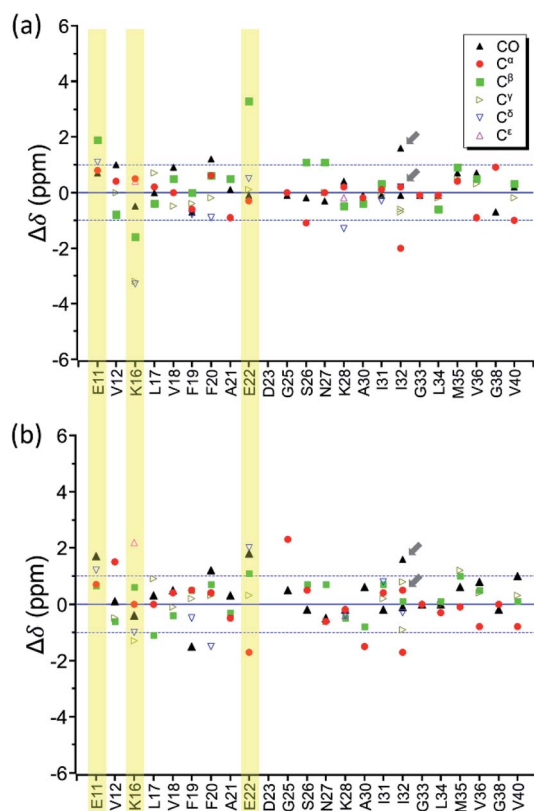 (a)
6
4
2
0
-2
-4
-6
Δδ (ppm)
CO
Cα
Cβ
Cγ
Cδ
Cε
E11
V12
K16
L17
V18
F19
F20
A21
E22
D23
G25
S26
N27
K28
A30
I31
I32
G33
L34
M35
V36
G38
V40
(b)
6
4
2
0
-2
-4
-6
Δδ (ppm)
E11
V12
K16
L17
V18
F19
F20
A21
E22
D23
G25
S26
N27
K28
A30
I31
I32
G33
L34
M35
V36
G38
V40